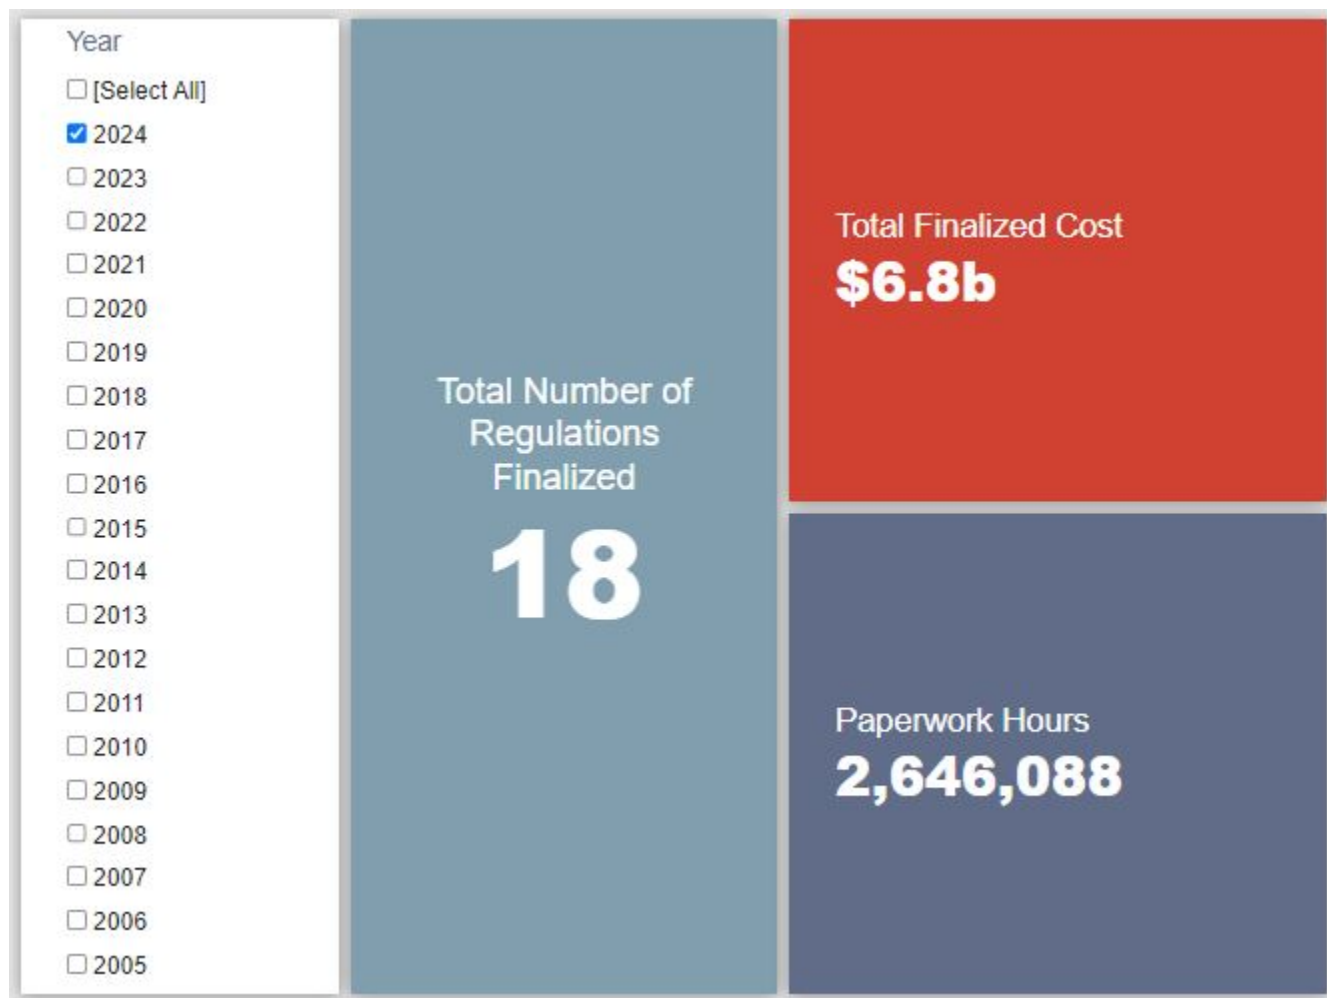 Year
[Select All]
2024
2023
2022
2021
2020
2019
2018
2017
2016
2015
2014
2013
2012
2011
2010
2009
2008
2007
2006
2005
Total Number of
Regulations
Finalized
18
Total Finalized Cost
$6.8b
Paperwork Hours
2,646,088